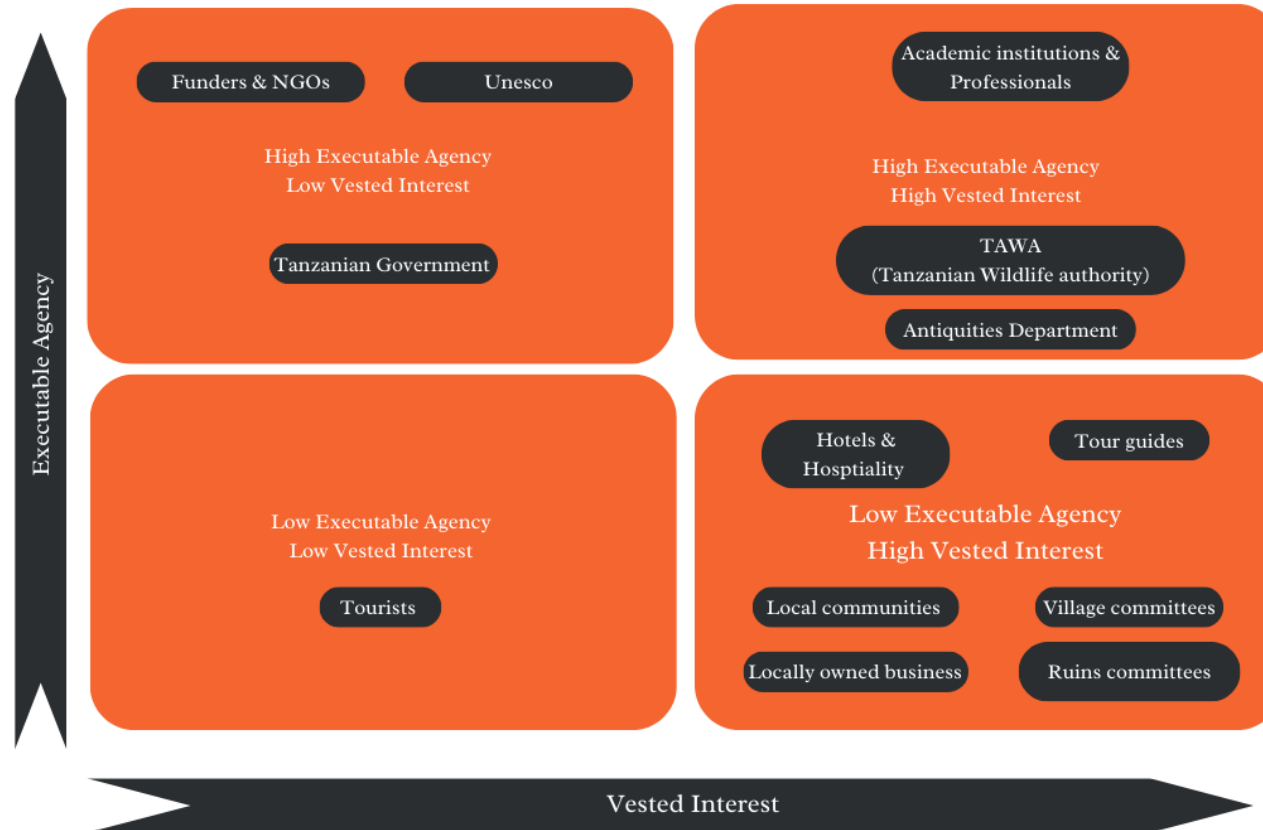 Funders & NGOs
Unesco
High Executable Agency
Low Vested Interest
Tanzanian Government
Academic institutions &
Professionals
High Executable Agency
High Vested Interest
TAWA
(Tanzanian Wildlife authority)
Antiquities Department
Executable Agency
Low Executable Agency
Low Vested Interest
Tourists
Hotels &
Hosptiality
Tour guides
Low Executable Agency
High Vested Interest
Local communities
Village committees
Locally owned business
Ruins committees
Vested Interest